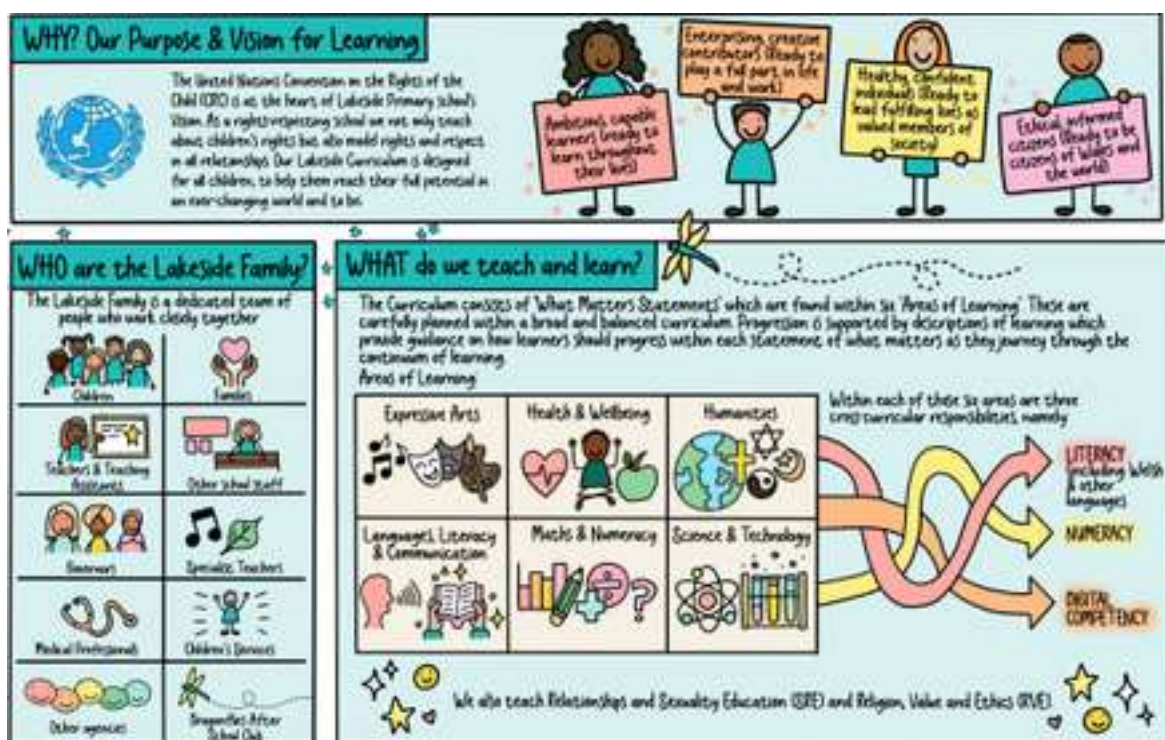 WHY? Our Purpose & Vision for Learning
The United Nations Convention on the Rights of the
Child (CRC) is at the heart of Lakeside Primary school's
Vision. As a rights-respecting school we not only teach
about children's rights but also model rights and respect
in all relationships. Our Lakeside Curriculum is designed
for all children, to help them reach their full potential in
an ever-changing world and to be:
Ambitious, capable
learners (ready to
learn throughout
their lives)
Enterprising, creative
contributors (Ready to
play a full part in life
and work)
Healthy, confident
individuals (Ready to
lead fulfilling lives as
valued members of
society)
Ethical, informed
citizens (Ready to be
citizens of Wales and
the world)
WHO are the Lakeside Family?
The Lakeside Family is a dedicated team of
people who work closely together
Children
Families
Teachers & Teaching
Assistants
Other school staff
Governors
Specialist Teachers
Medical Professionals
Children's Services
Other agencies
Dragonflies After
School Club
WHAT do we teach and learn?
The Curriculum consists of 'What Matters Statements' which are found within six 'Areas of Learning'. These are
carefully planned within a broad and balanced curriculum. Progression is supported by descriptions of learning which
provide guidance on how learners should progress within each statement of what matters as they journey through the
continuum of learning.
Areas of Learning
Expressive Arts
Health & Wellbeing
Humanities
Languages, Literacy
& Communication
Maths & Numeracy
Science & Technology
Within each of these six areas are three
cross-curricular responsibilities, namely
LITERACY
(including Welsh
& other
languages)
NUMERACY
DIGITAL
COMPETENCY
We also teach Relationships and Sexuality Education (SRE) and Religion, Value and Ethics (RVE)